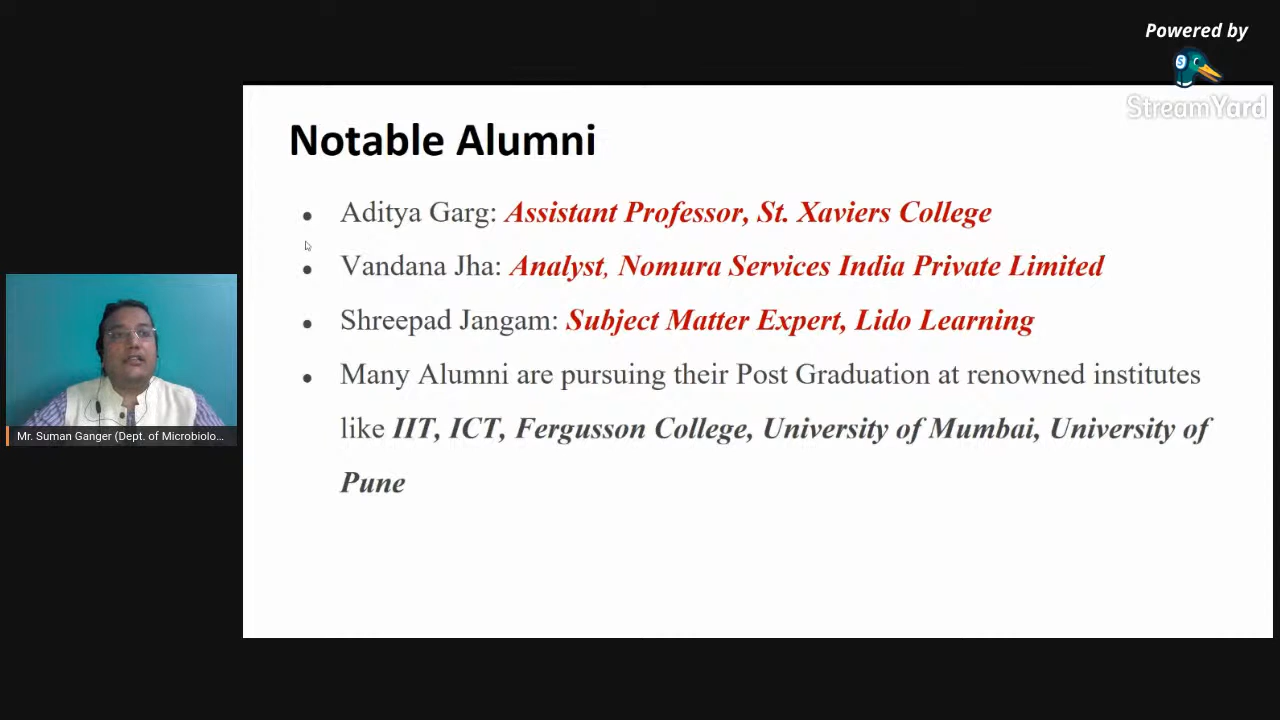 Powered by
StreamYard
Notable Alumni
● Aditya Garg: Assistant Professor, St. Xaviers College
● Vandana Jha: Analyst, Nomura Services India Private Limited
● Shreepad Jangam: Subject Matter Expert, Lido Learning
● Many Alumni are pursuing their Post Graduation at renowned institutes
like IIT, ICT, Fergusson College, University of Mumbai, University of
Pune
Mr. Suman Ganger (Dept. of Microbiolo...